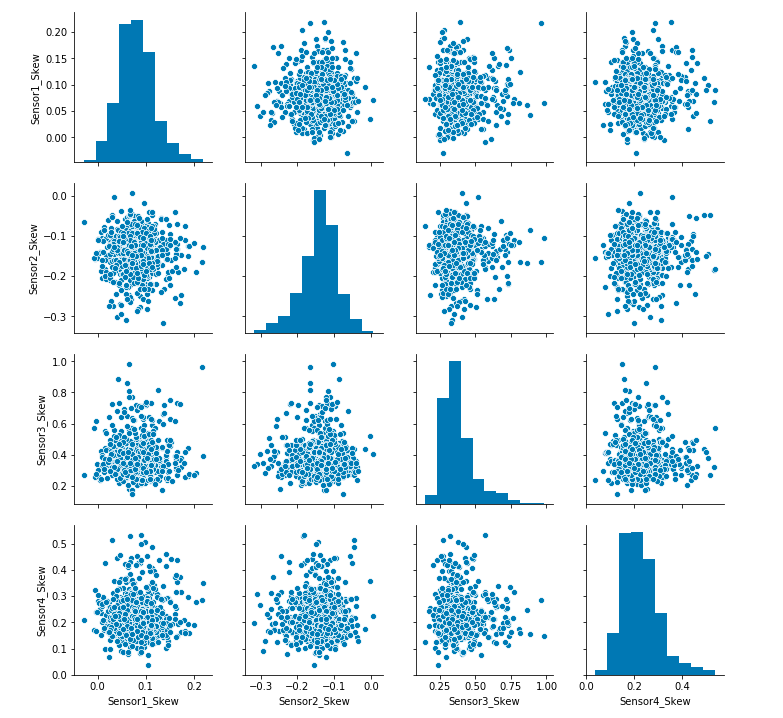 Sensor1_Skew
0.20
0.15
0.10
0.05
0.00
Sensor2_Skew
0.0
−0.1
−0.2
−0.3
Sensor3_Skew
1.0
0.8
0.6
0.4
0.2
Sensor4_Skew
0.5
0.4
0.3
0.2
0.1
0.0
0.0 0.1 0.2
−0.3 −0.2 −0.1 0.0
0.25 0.50 0.75 1.00
0.0 0.2 0.4
Sensor1_Skew
Sensor2_Skew
Sensor3_Skew
Sensor4_Skew